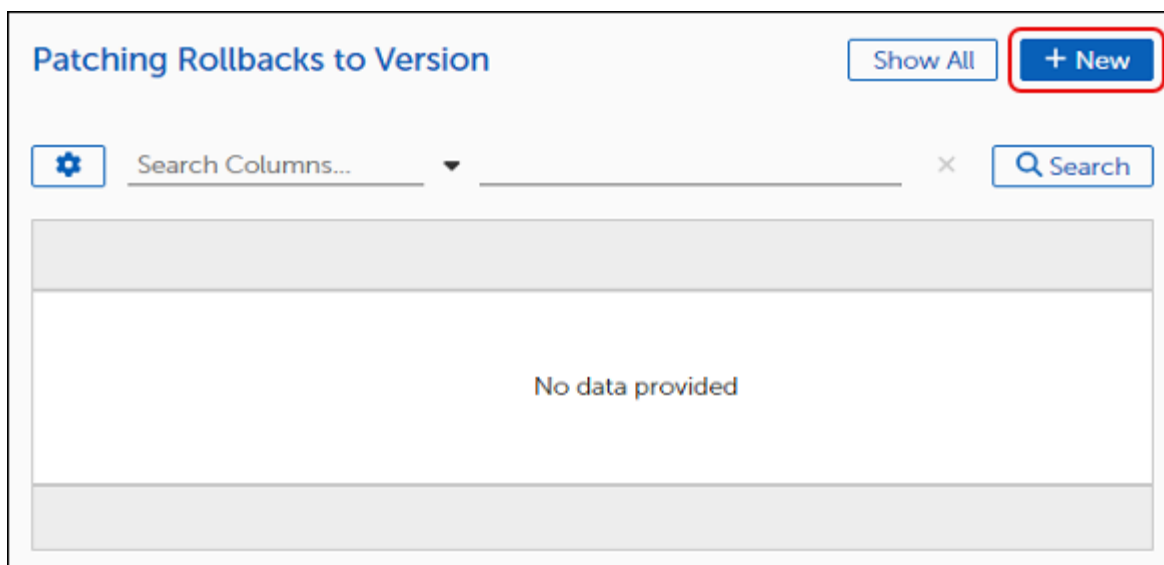 Patching Rollbacks to Version
Show All
+ New
Search Columns...
Search
No data provided